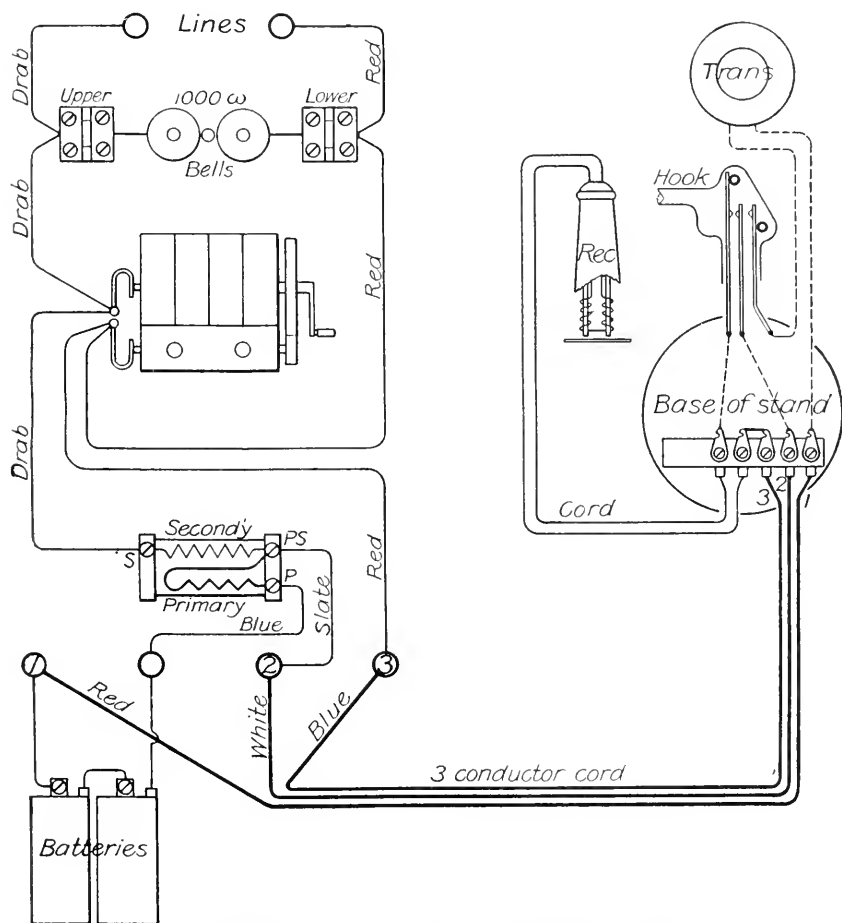 Lines
Drab
Red
Upper
1000 ω
Lower
Bells
Drab
Red
Trans
Hook
Rec
Base of stand
3
2
1
Cord
Drab
Secondy
S
PS
P
Primary
Blue
Slate
Red
1
2
3
Red
White
Blue
3 conductor cord
Batteries